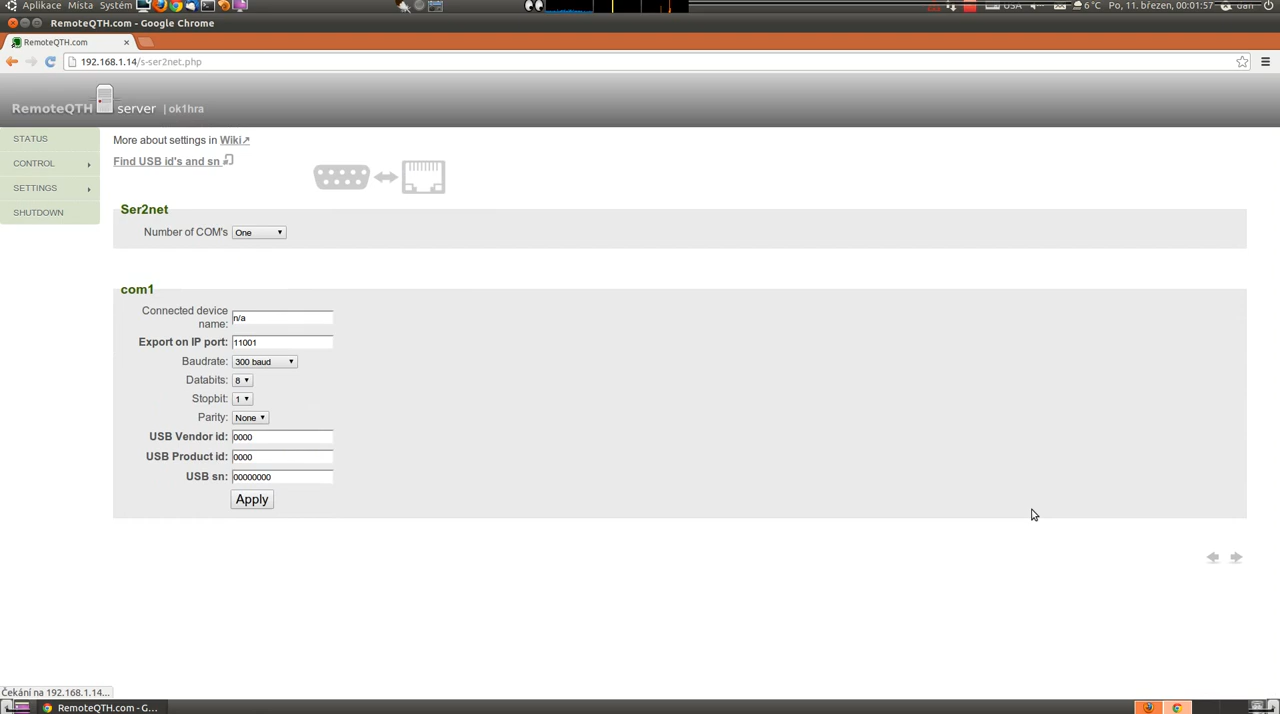 Aplikace Místa Systém
6 °C Po, 11. březen, 00:01:57 dan
USA
RemoteQTH.com - Google Chrome
RemoteQTH.com
192.168.1.14/s-ser2net.php
RemoteQTH server | ok1hra
STATUS
CONTROL
SETTINGS
SHUTDOWN
More about settings in Wiki↗
Find USB id's and sn
Ser2net
Number of COM's One
com1
Connected device
name: n/a
Export on IP port: 11001
Baudrate: 300 baud
Databits: 8
Stopbit: 1
Parity: None
USB Vendor id: 0000
USB Product id: 0000
USB sn: 00000000
Apply
Čekání na 192.168.1.14...
RemoteQTH.com - G...